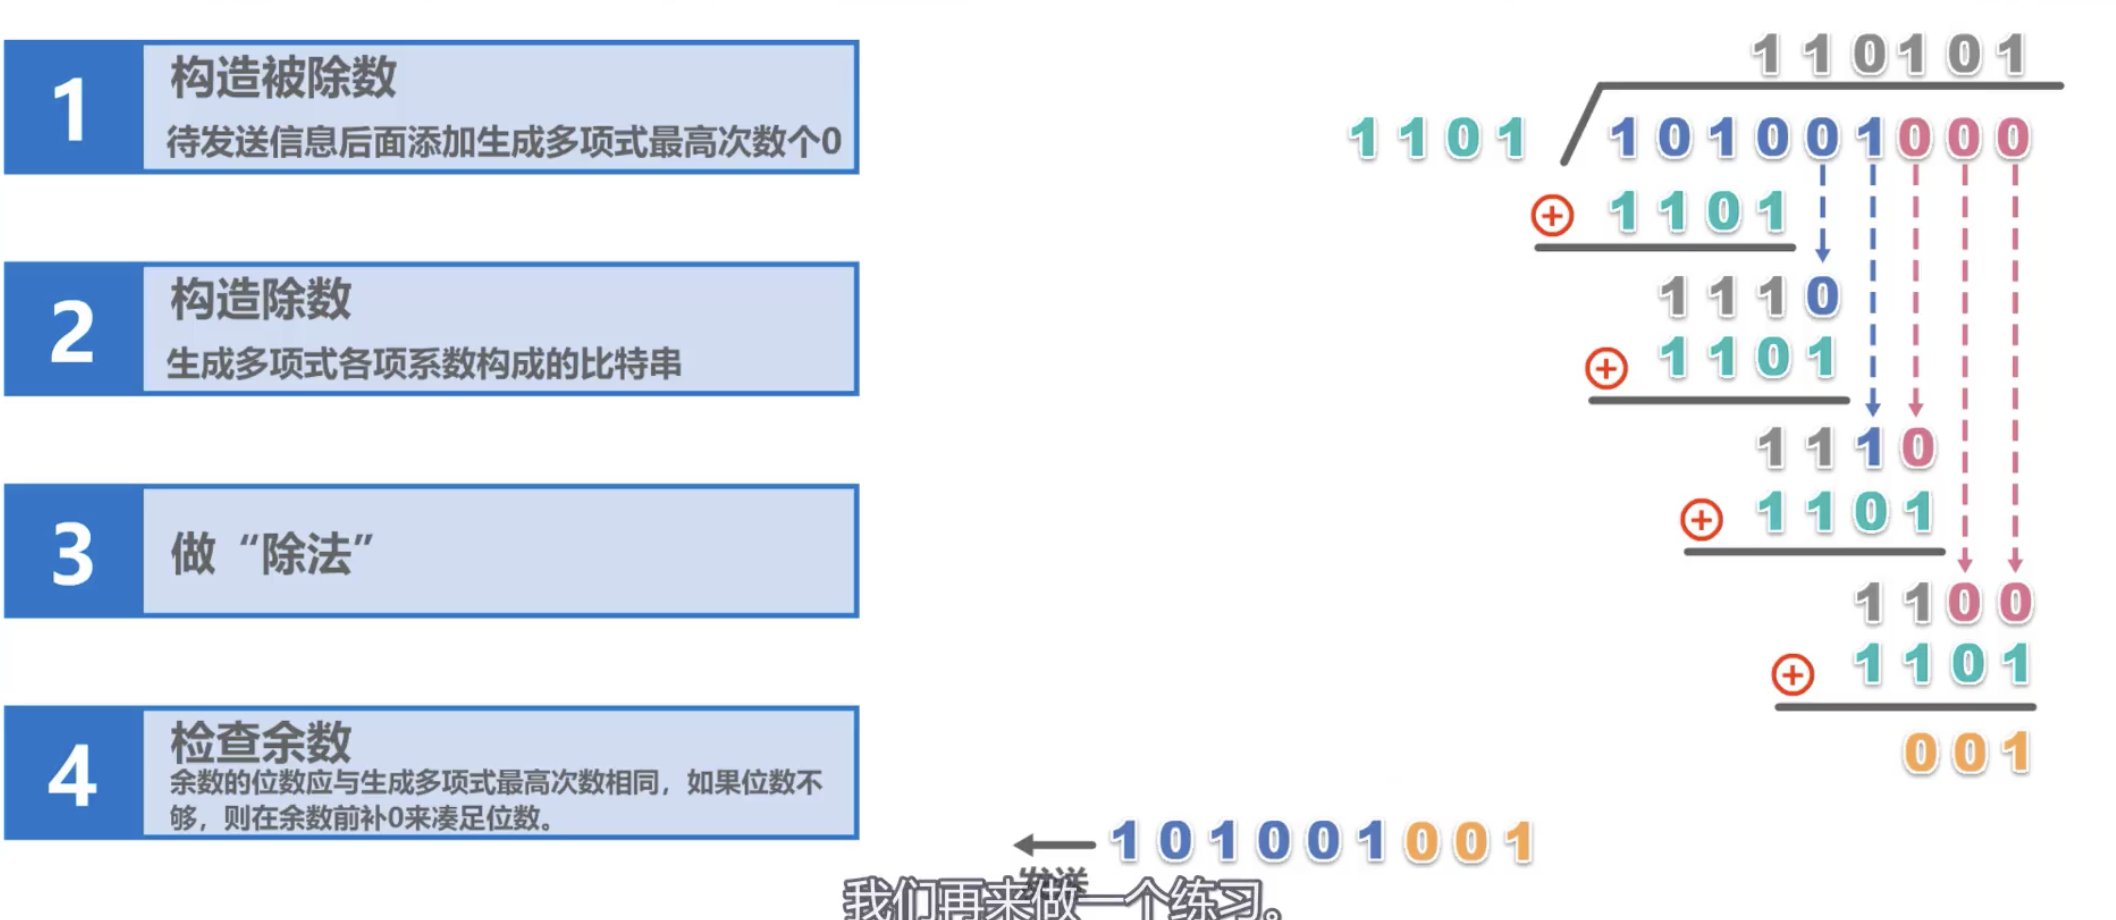 1
构造被除数
待发送信息后面添加生成多项式最高次数个0
2
构造除数
生成多项式各项系数构成的比特串
3
做“除法”
4
检查余数
余数的位数应与生成多项式最高次数相同，如果位数不
够，则在余数前补0来凑足位数。
1 1 0 1 0 1
1 1 0 1
1 0 1 0 0 1 0 0 0
1 1 0 1
1 1 1 0
1 1 0 1
1 1 1 0
1 1 0 1
1 1 0 0
1 1 0 1
0 0 1
1 0 1 0 0 1 0 0 1
发送
我们再来做一个练习。